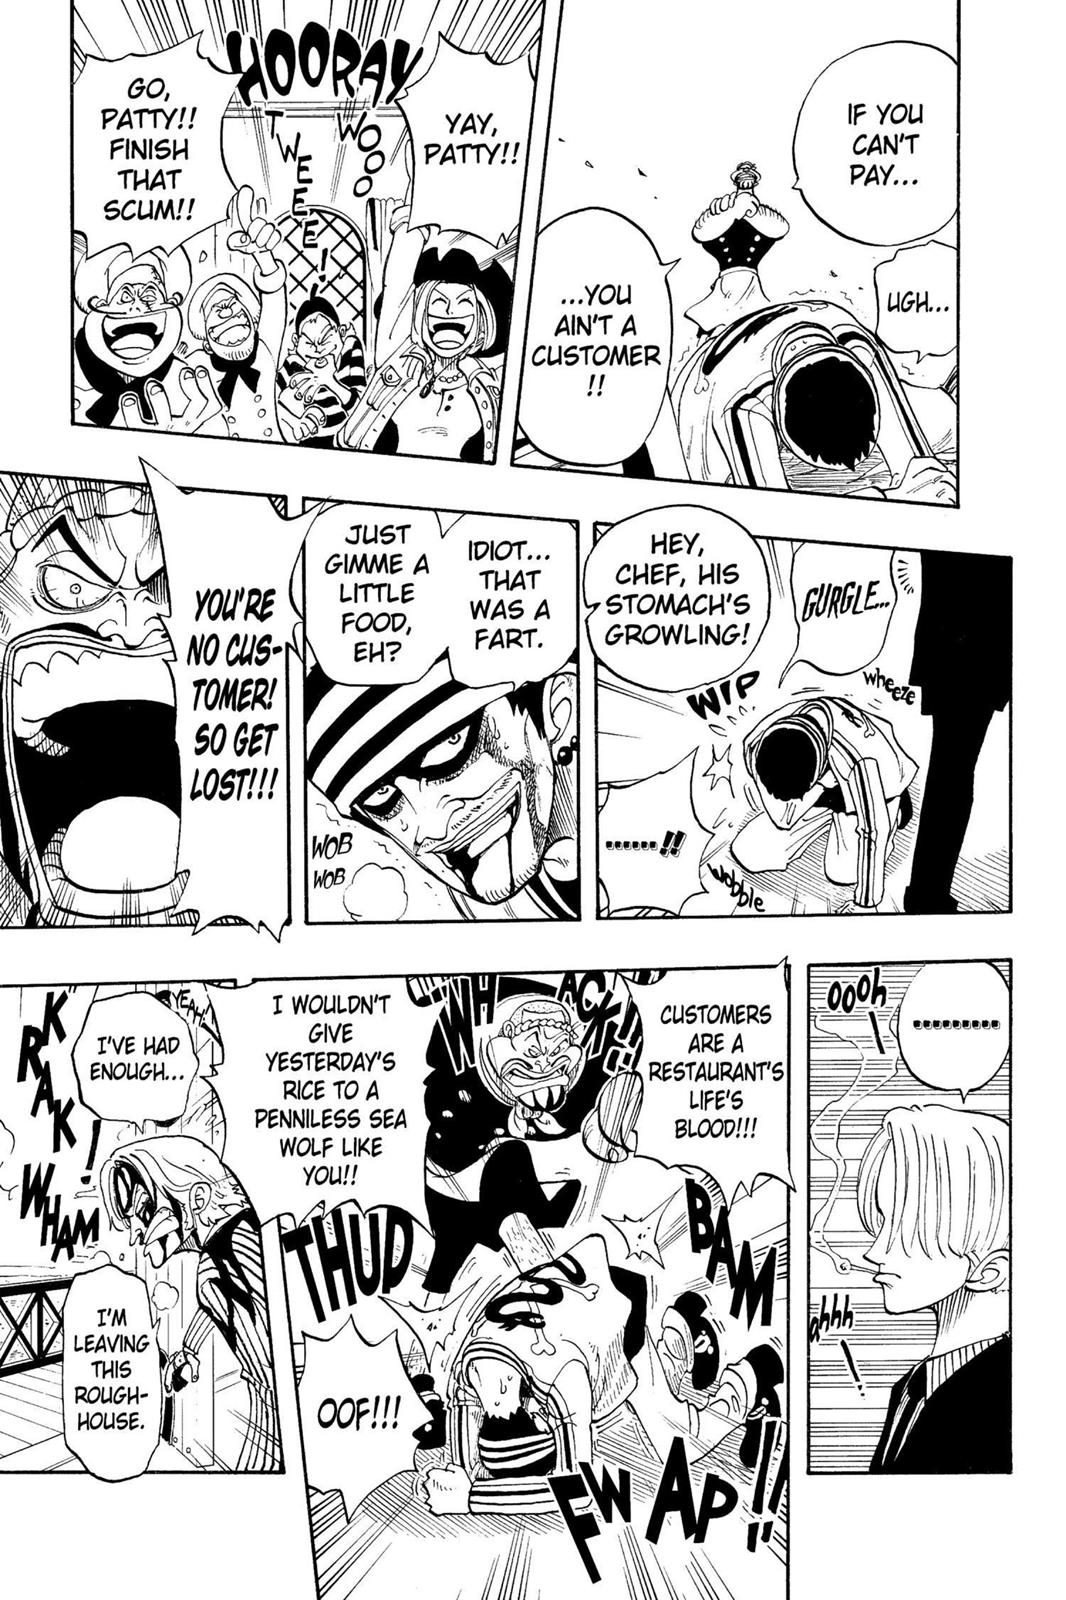 IF YOU
CAN'T
PAY...
UGH...
...YOU
AIN'T A
CUSTOMER
!!
HOORAY
WOOO
TWEEE!
YAY,
PATTY!!
GO,
PATTY!!
FINISH
THAT
SCUM!!
GURGLE...
wheeze
HEY,
CHEF, HIS
STOMACH'S
GROWLING!
WIP
......!!
wobble
IDIOT...
THAT
WAS A
FART.
JUST
GIMME A
LITTLE
FOOD,
EH?
WOB
WOB
YOU'RE
NO CUS-
TOMER!
SO GET
LOST!!!
.........
oooh
ahhh
CUSTOMERS
ARE A
RESTAURANT'S
LIFE'S
BLOOD!!!
WHACK!!
I WOULDN'T
GIVE
YESTERDAY'S
RICE TO A
PENNILESS SEA
WOLF LIKE
YOU!!
BAM
THUD
OOF!!!
FWAP!!
YEAH!
I'VE HAD
ENOUGH...
KRAK!
WHAM
I'M
LEAVING
THIS
ROUGH-
HOUSE.